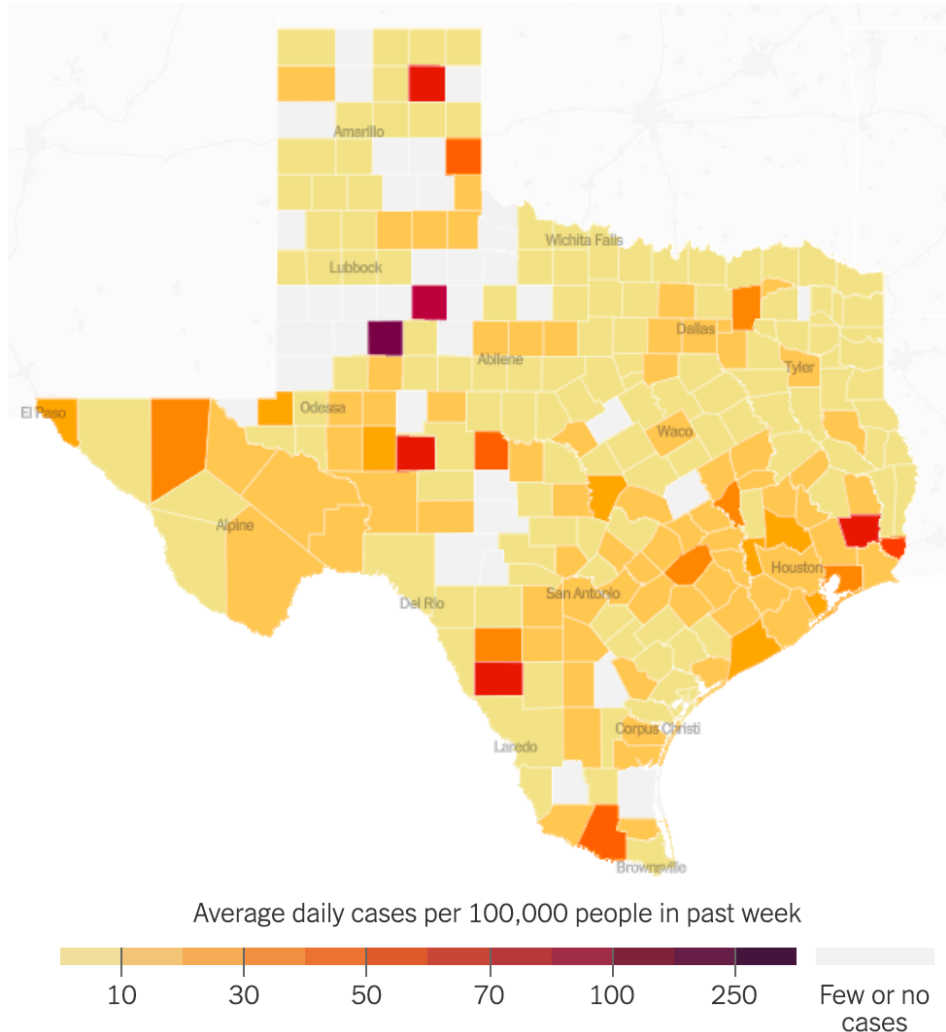 Amarillo
Wichita Falls
Lubbock
Dallas
Abilene
Tyler
El Paso
Odessa
Waco
Alpine
Houston
San Antonio
Del Rio
Corpus Christi
Laredo
Brownsville
Average daily cases per 100,000 people in past week
10 30 50 70 100 250 Few or no
cases